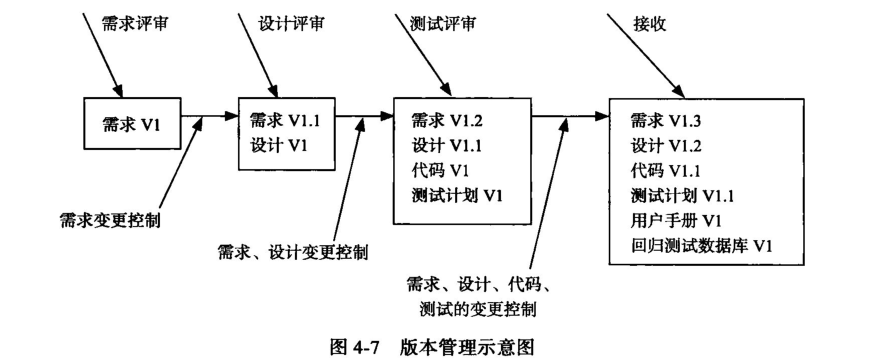 需求评审
设计评审
测试评审
接收
需求 V1
需求 V1.1
设计 V1
需求 V1.2
设计 V1.1
代码 V1
测试计划 V1
需求 V1.3
设计 V1.2
代码 V1.1
测试计划 V1.1
用户手册 V1
回归测试数据库 V1
需求变更控制
需求、设计变更控制
需求、设计、代码、
测试的变更控制
图 4-7 版本管理示意图